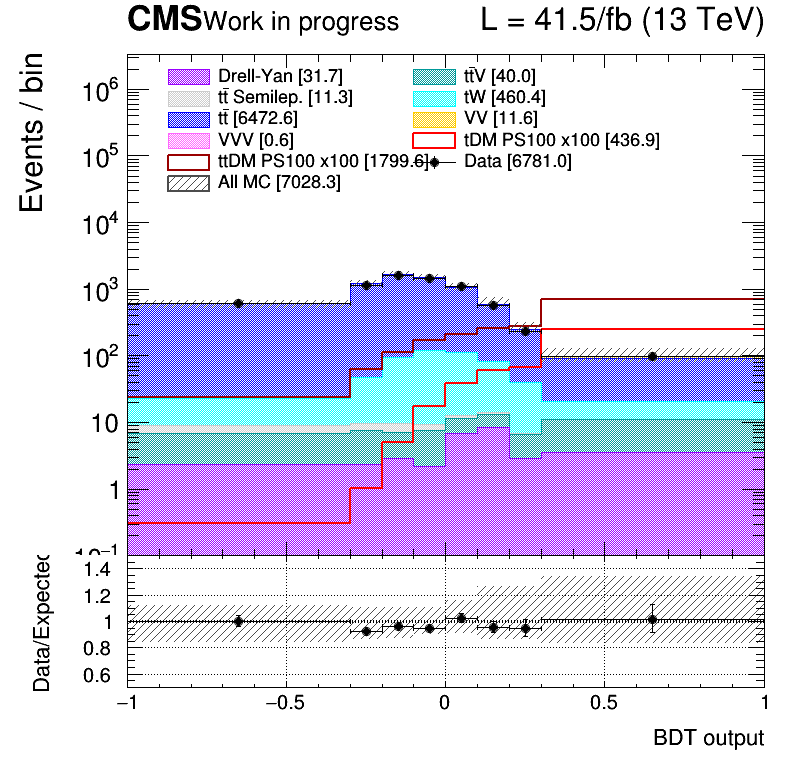 CMS Work in progress L = 41.5/fb (13 TeV)
Events / bin
Drell-Yan [31.7] tt̄V [40.0]
tt̄ Semilep. [11.3] tW [460.4]
tt̄ [6472.6] VV [11.6]
VVV [0.6] tDM PS100 x100 [436.9]
ttDM PS100 x100 [1799.6] Data [6781.0]
All MC [7028.3]
10⁶
10⁵
10⁴
10³
10²
10
1
10⁻¹
Data/Expected
1.4
1.2
1
0.8
0.6
−1 −0.5 0 0.5 1
BDT output